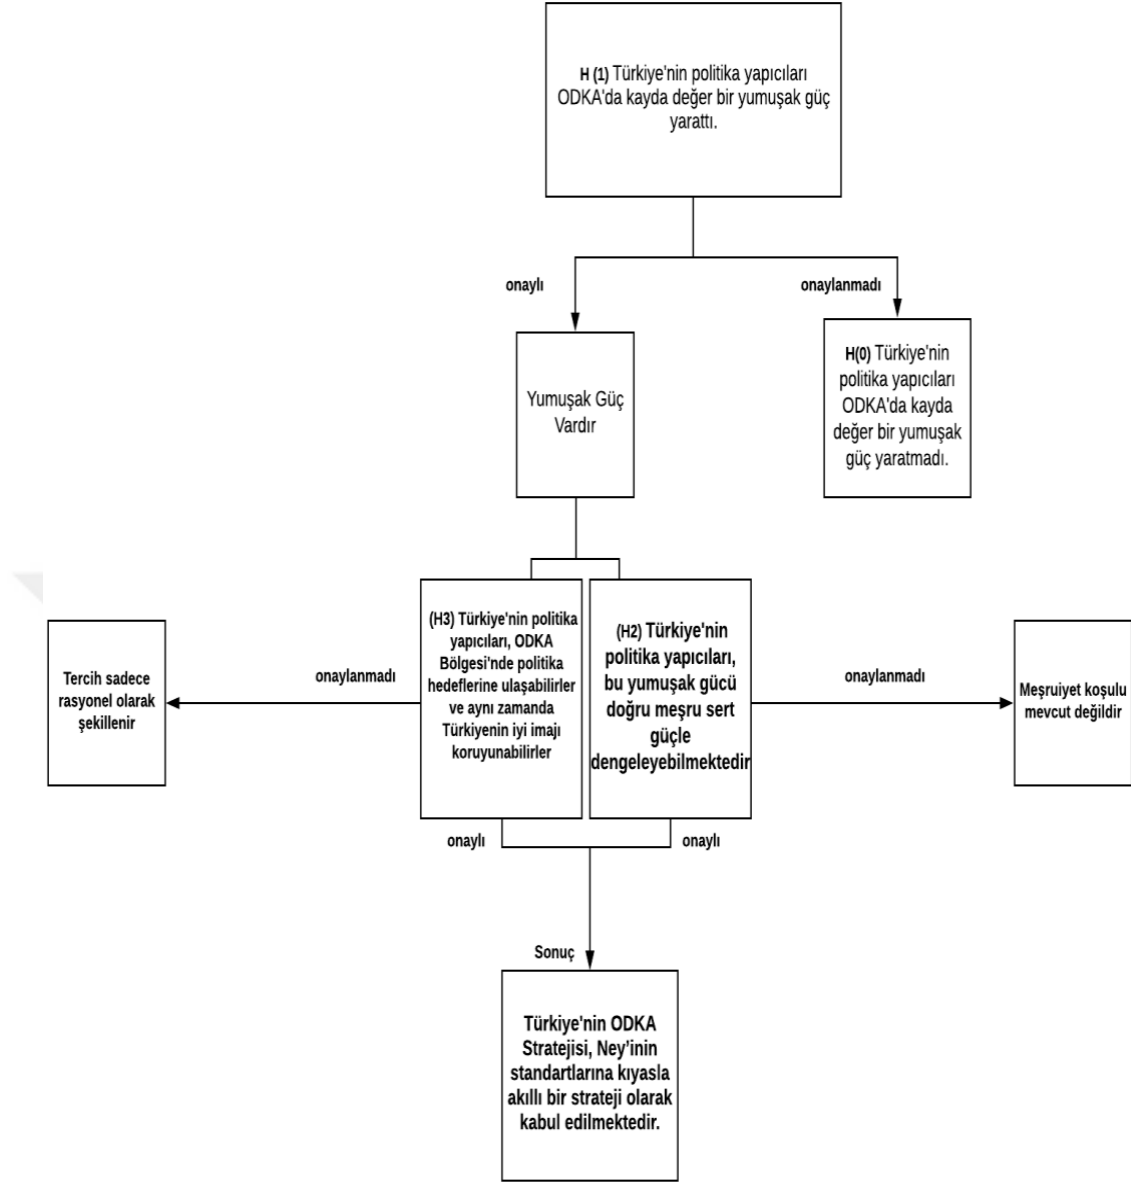 H (1) Türkiye'nin politika yapıcıları
ODKA'da kayda değer bir yumuşak güç
yarattı.
onaylı
onaylanmadı
Yumuşak Güç
Vardır
H(0) Türkiye'nin
politika yapıcıları
ODKA'da kayda
değer bir yumuşak
güç yaratmadı.
Tercih sadece
rasyonel olarak
şekillenir
onaylanmadı
(H3) Türkiye'nin politika
yapıcıları, ODKA
Bölgesi'nde politika
hedeflerine ulaşabilirler
ve aynı zamanda
Türkiyenin iyi imajı
koruyunabilirler
(H2) Türkiye'nin
politika yapıcıları,
bu yumuşak gücü
doğru meşru sert
güçle
dengeleyebilmektedir
onaylanmadı
Meşruiyet koşulu
mevcut değildir
onaylı
onaylı
Sonuç
Türkiye'nin ODKA
Stratejisi, Ney’inin
standartlarına kıyasla
akıllı bir strateji olarak
kabul edilmektedir.